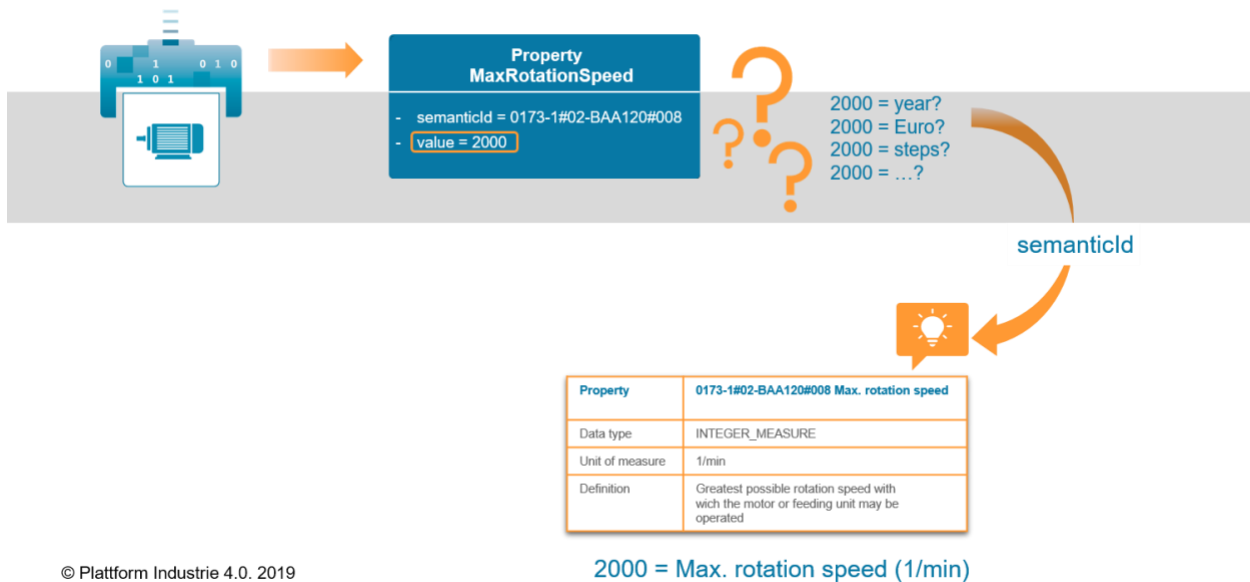 0 1 0 1 0
1 0 1
Property
MaxRotationSpeed
- semanticId = 0173-1#02-BAA120#008
- value = 2000
? ? ?
2000 = year?
2000 = Euro?
2000 = steps?
2000 = …?
semanticId
Property 0173-1#02-BAA120#008 Max. rotation speed
Data type INTEGER_MEASURE
Unit of measure 1/min
Definition Greatest possible rotation speed with
wich the motor or feeding unit may be
operated
2000 = Max. rotation speed (1/min)
© Plattform Industrie 4.0. 2019